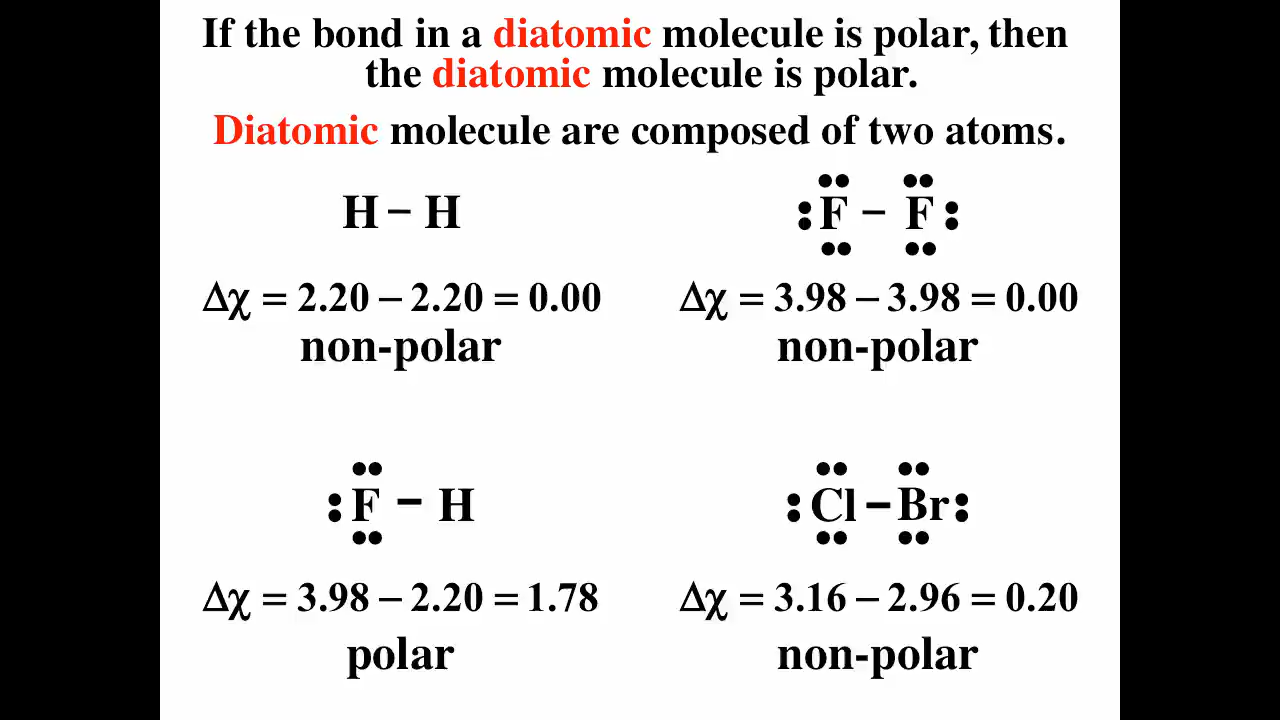 If the bond in a diatomic molecule is polar, then
the diatomic molecule is polar.
Diatomic molecule are composed of two atoms.
H – H
F – F
Δχ = 2.20 – 2.20 = 0.00
Δχ = 3.98 – 3.98 = 0.00
non-polar
non-polar
F – H
Cl – Br
Δχ = 3.98 – 2.20 = 1.78
Δχ = 3.16 – 2.96 = 0.20
polar
non-polar